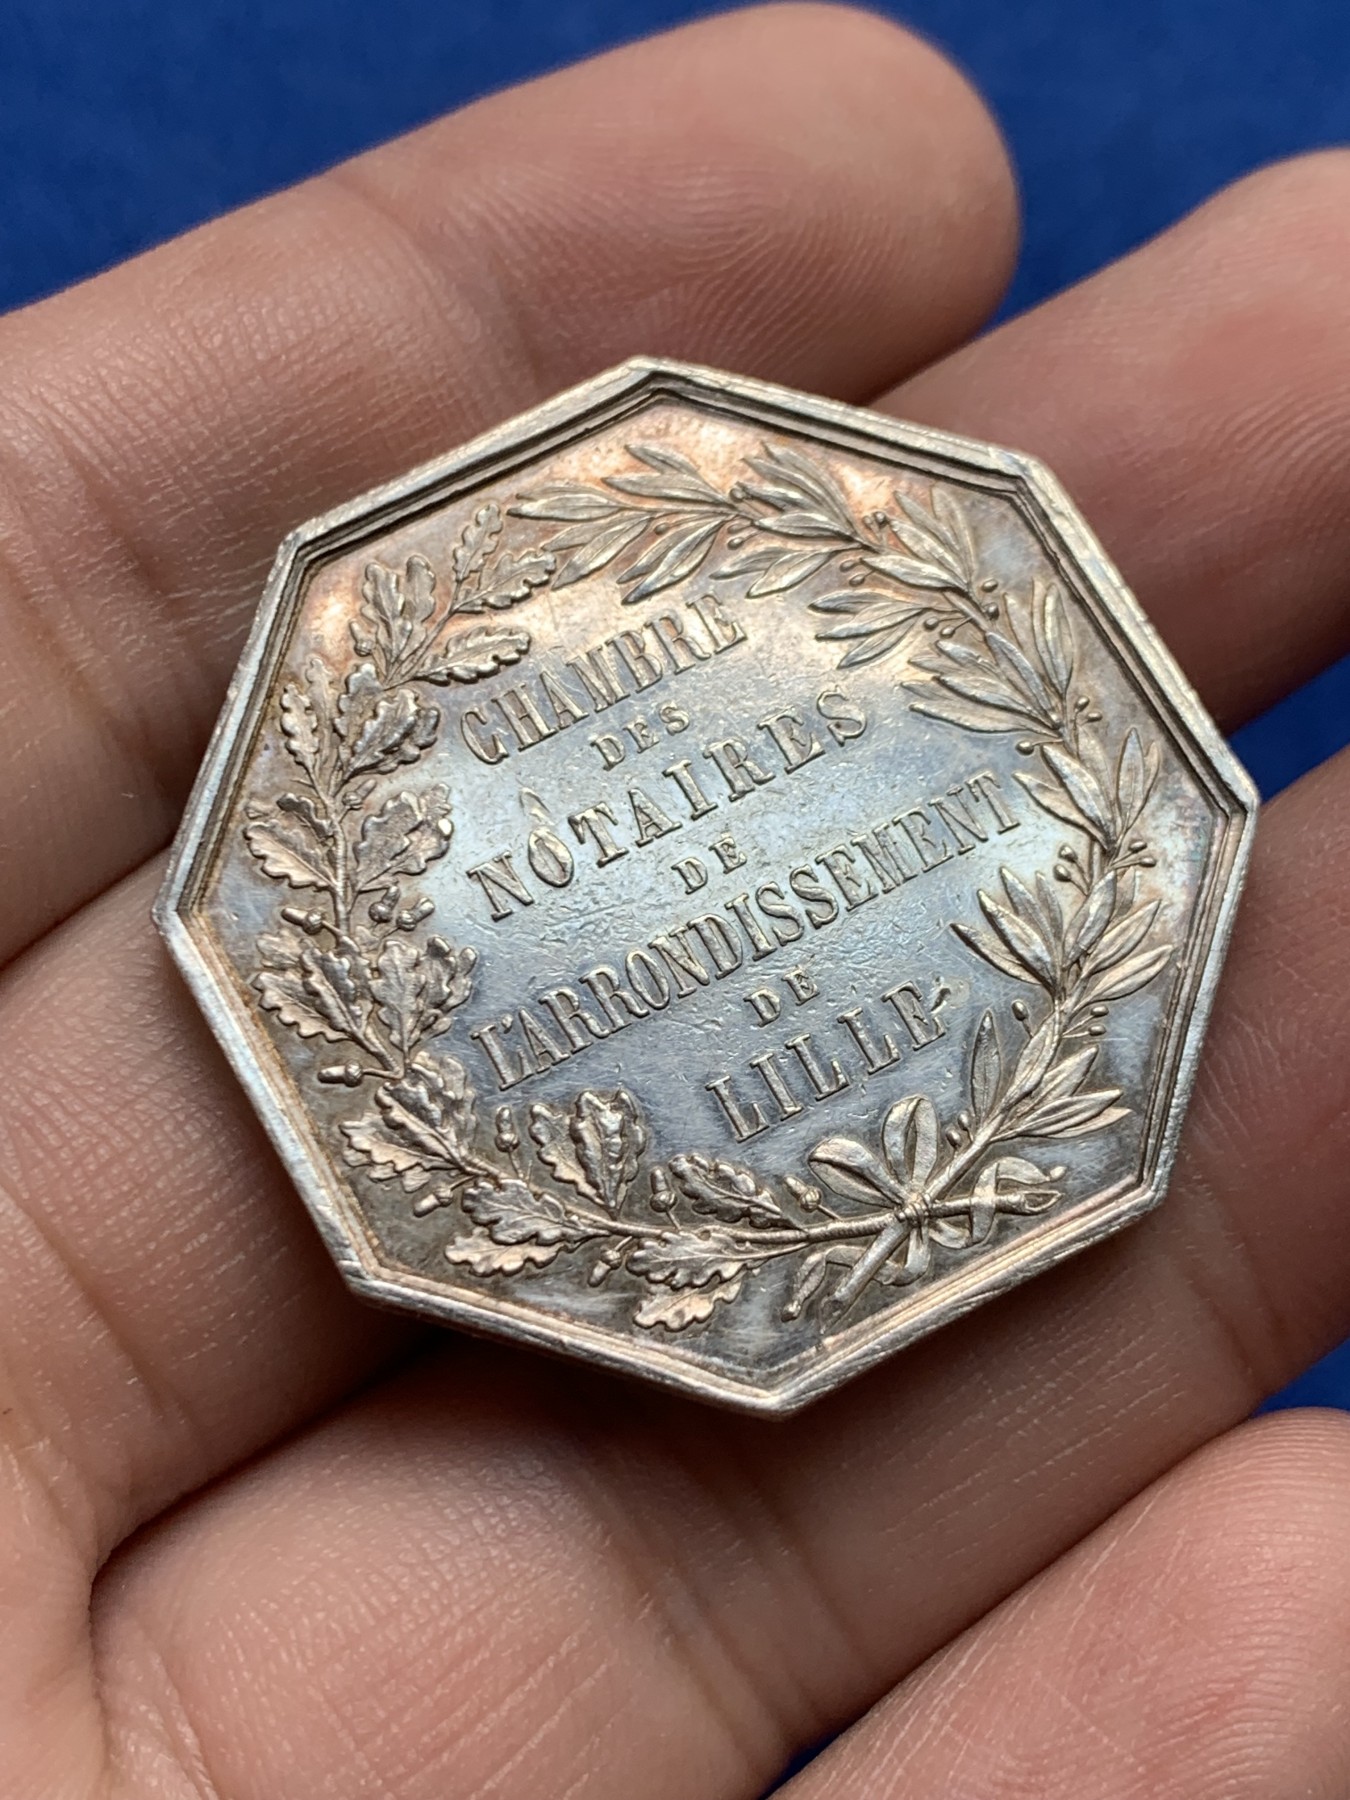 CHAMBRE
DES
NOTAIRES
DE
L'ARRONDISSEMENT
DE
LILLE